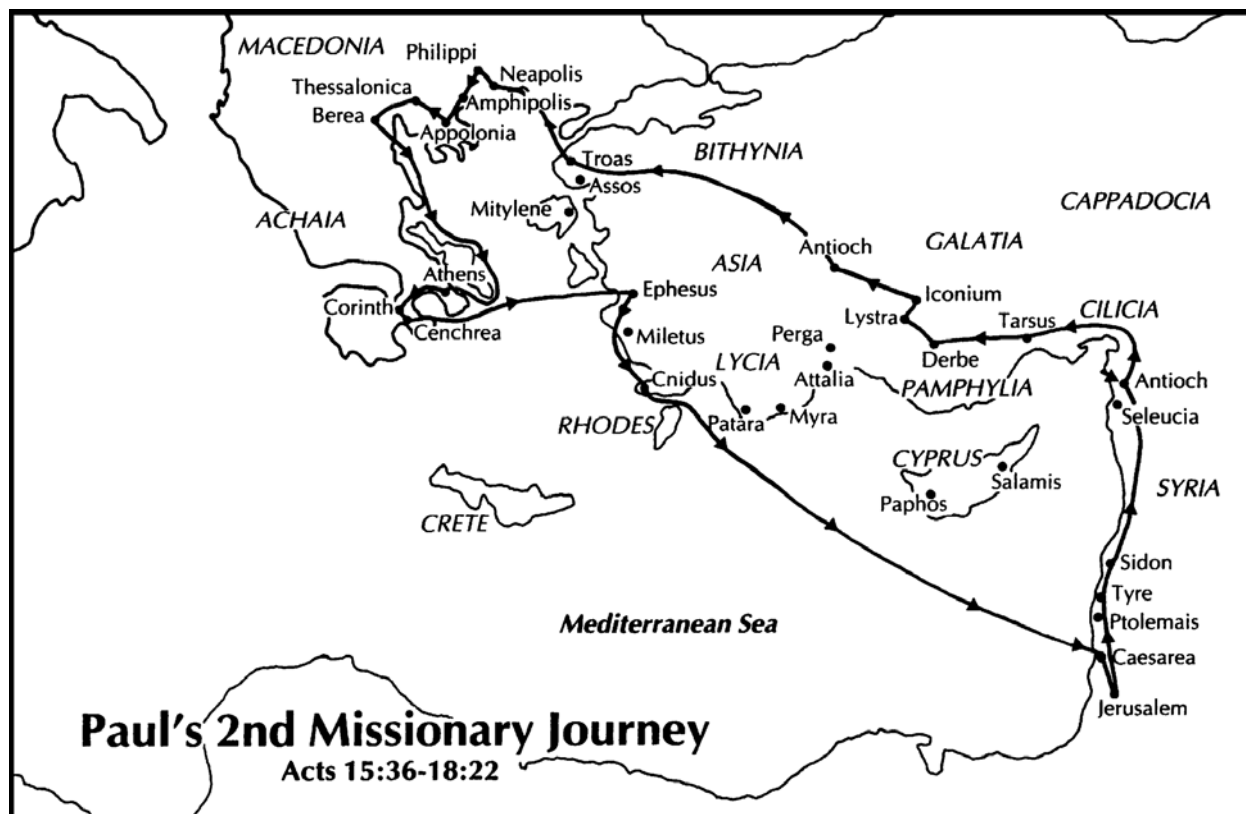 MACEDONIA
Philippi
Neapolis
Thessalonica
Amphipolis
Berea
Appolonia
Troas
BITHYNIA
Assos
CAPPADOCIA
Mitylene
ACHAIA
GALATIA
Antioch
ASIA
Athens
Ephesus
Iconium
Corinth
CILICIA
Lystra
Tarsus
Cenchrea
Miletus
Perga
Derbe
LYCIA
Attalia
Cnidus
PAMPHYLIA
Antioch
Patara
Myra
Seleucia
RHODES
CYPRUS
Salamis
Paphos
SYRIA
CRETE
Sidon
Tyre
Mediterranean Sea
Ptolemais
Caesarea
Jerusalem
Paul's 2nd Missionary Journey
Acts 15:36-18:22